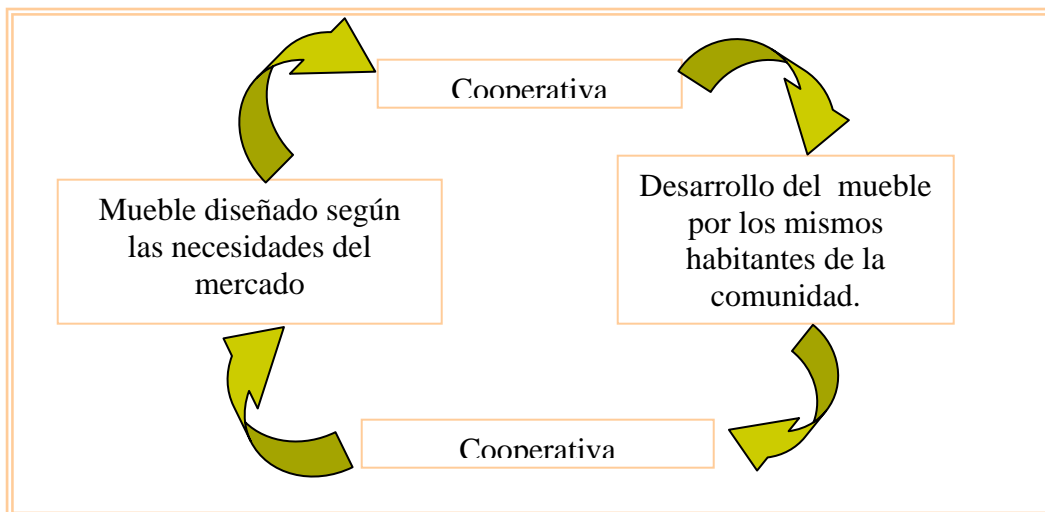 Cooperativa
Mueble diseñado según
las necesidades del
mercado
Desarrollo del  mueble
por los mismos
habitantes de la
comunidad.
Cooperativa